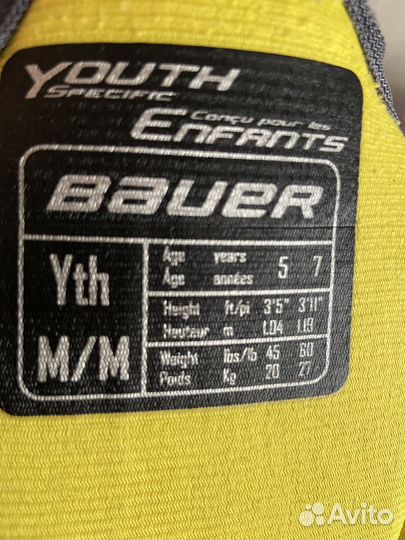 YOUTH
SPECIFIC
Conçu pour les
ENFANTS
BAUER
Yth
M/M
Age years 5 7
Age années
Height ft/pi 3'5" 3'11"
Hauteur m 1.04 1.19
Weight lbs/lb 45 60
Poids Kg 20 27
Avito